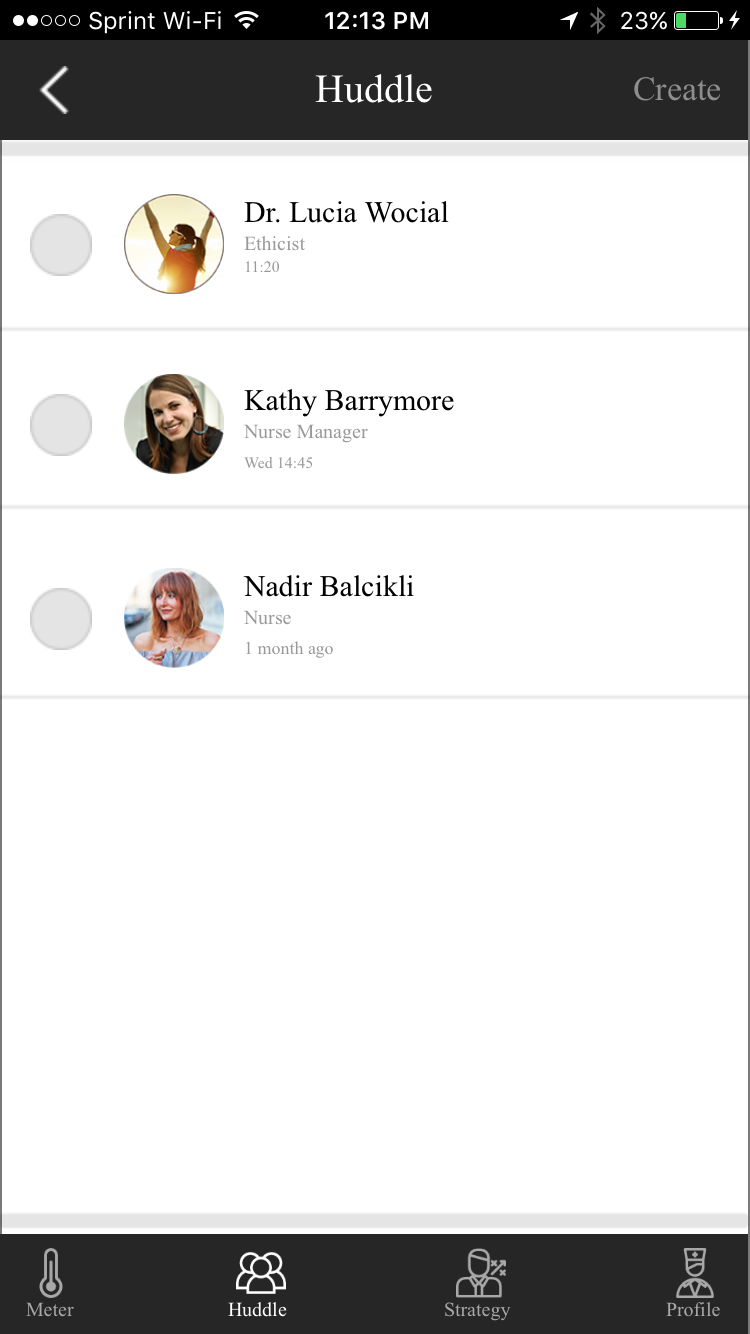 Sprint Wi-Fi 12:13 PM 23%
Huddle Create
Dr. Lucia Wocial
Ethicist
11:20
Kathy Barrymore
Nurse Manager
Wed 14:45
Nadir Balcikli
Nurse
1 month ago
Meter Huddle Strategy Profile